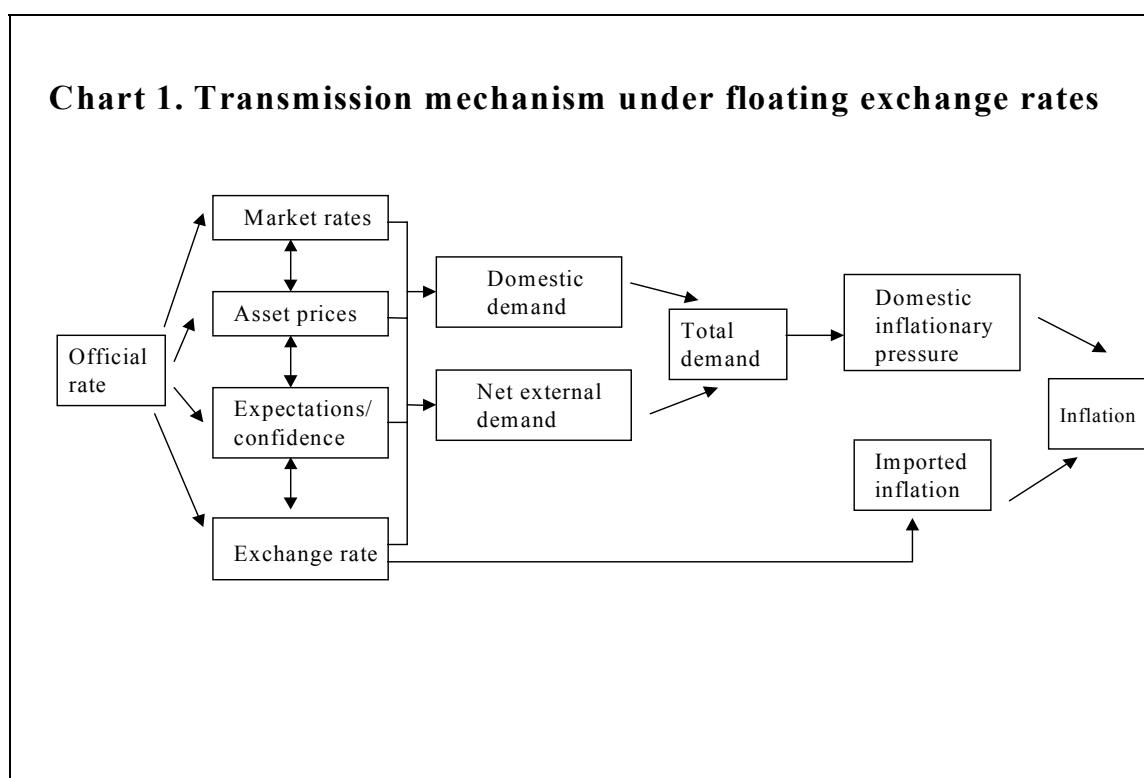 Chart 1. Transmission mechanism under floating exchange rates
Market rates
Asset prices
Official
rate
Expectations/
confidence
Exchange rate
Domestic
demand
Net external
demand
Total
demand
Domestic
inflationary
pressure
Imported
inflation
Inflation